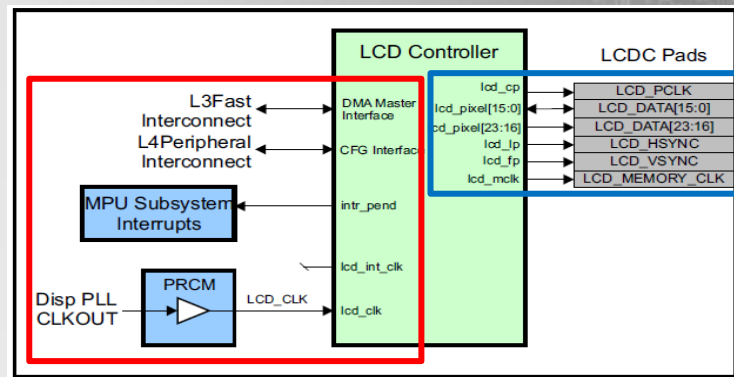 LCD Controller
LCDC Pads
L3Fast
Interconnect
L4Peripheral
Interconnect
DMA Master
Interface
CFG Interface
MPU Subsystem
Interrupts
intr_pend
lcd_int_clk
PRCM
Disp PLL
CLKOUT
LCD_CLK
lcd_clk
lcd_cp
LCD_PCLK
lcd_pixel[15:0]
LCD_DATA[15:0]
cd_pixel[23:16]
LCD_DATA[23:16]
lcd_lp
LCD_HSYNC
lcd_fp
LCD_VSYNC
lcd_mclk
LCD_MEMORY_CLK